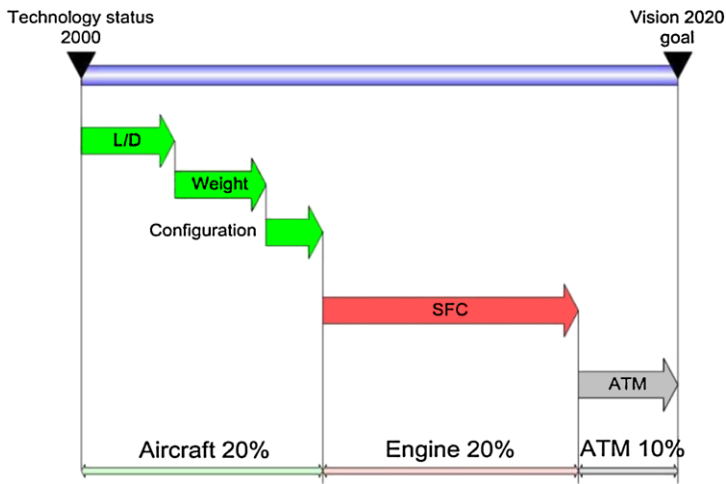 Technology status
2000
Vision 2020
goal
L/D
Weight
Configuration
SFC
ATM
Aircraft 20%
Engine 20%
ATM 10%